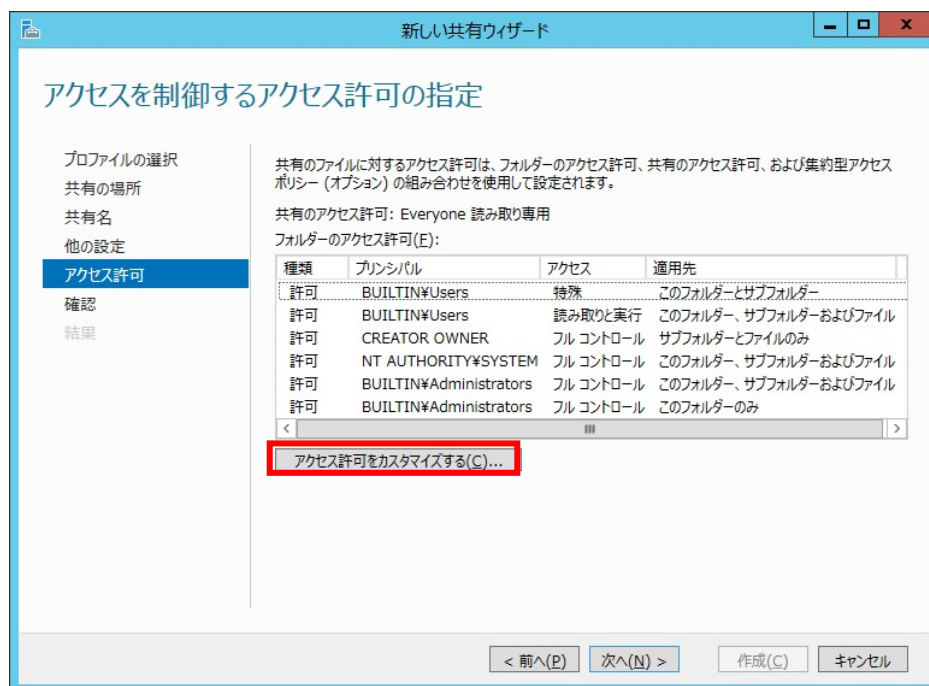 新しい共有ウィザード
アクセスを制御するアクセス許可の指定
プロファイルの選択
共有の場所
共有名
他の設定
アクセス許可
確認
結果
共有のファイルに対するアクセス許可は、フォルダーのアクセス許可、共有のアクセス許可、および集約型アクセス
ポリシー (オプション) の組み合わせを使用して設定されます。
共有のアクセス許可: Everyone 読み取り専用
フォルダーのアクセス許可(F):
種類 プリンシパル アクセス 適用先
許可 BUILTIN¥Users 特殊 このフォルダーとサブフォルダー
許可 BUILTIN¥Users 読み取りと実行 このフォルダー、サブフォルダーおよびファイル
許可 CREATOR OWNER フル コントロール サブフォルダーとファイルのみ
許可 NT AUTHORITY¥SYSTEM フル コントロール このフォルダー、サブフォルダーおよびファイル
許可 BUILTIN¥Administrators フル コントロール このフォルダー、サブフォルダーおよびファイル
許可 BUILTIN¥Administrators フル コントロール このフォルダーのみ
アクセス許可をカスタマイズする(C)...
< 前へ(P) 次へ(N) > 作成(C) キャンセル